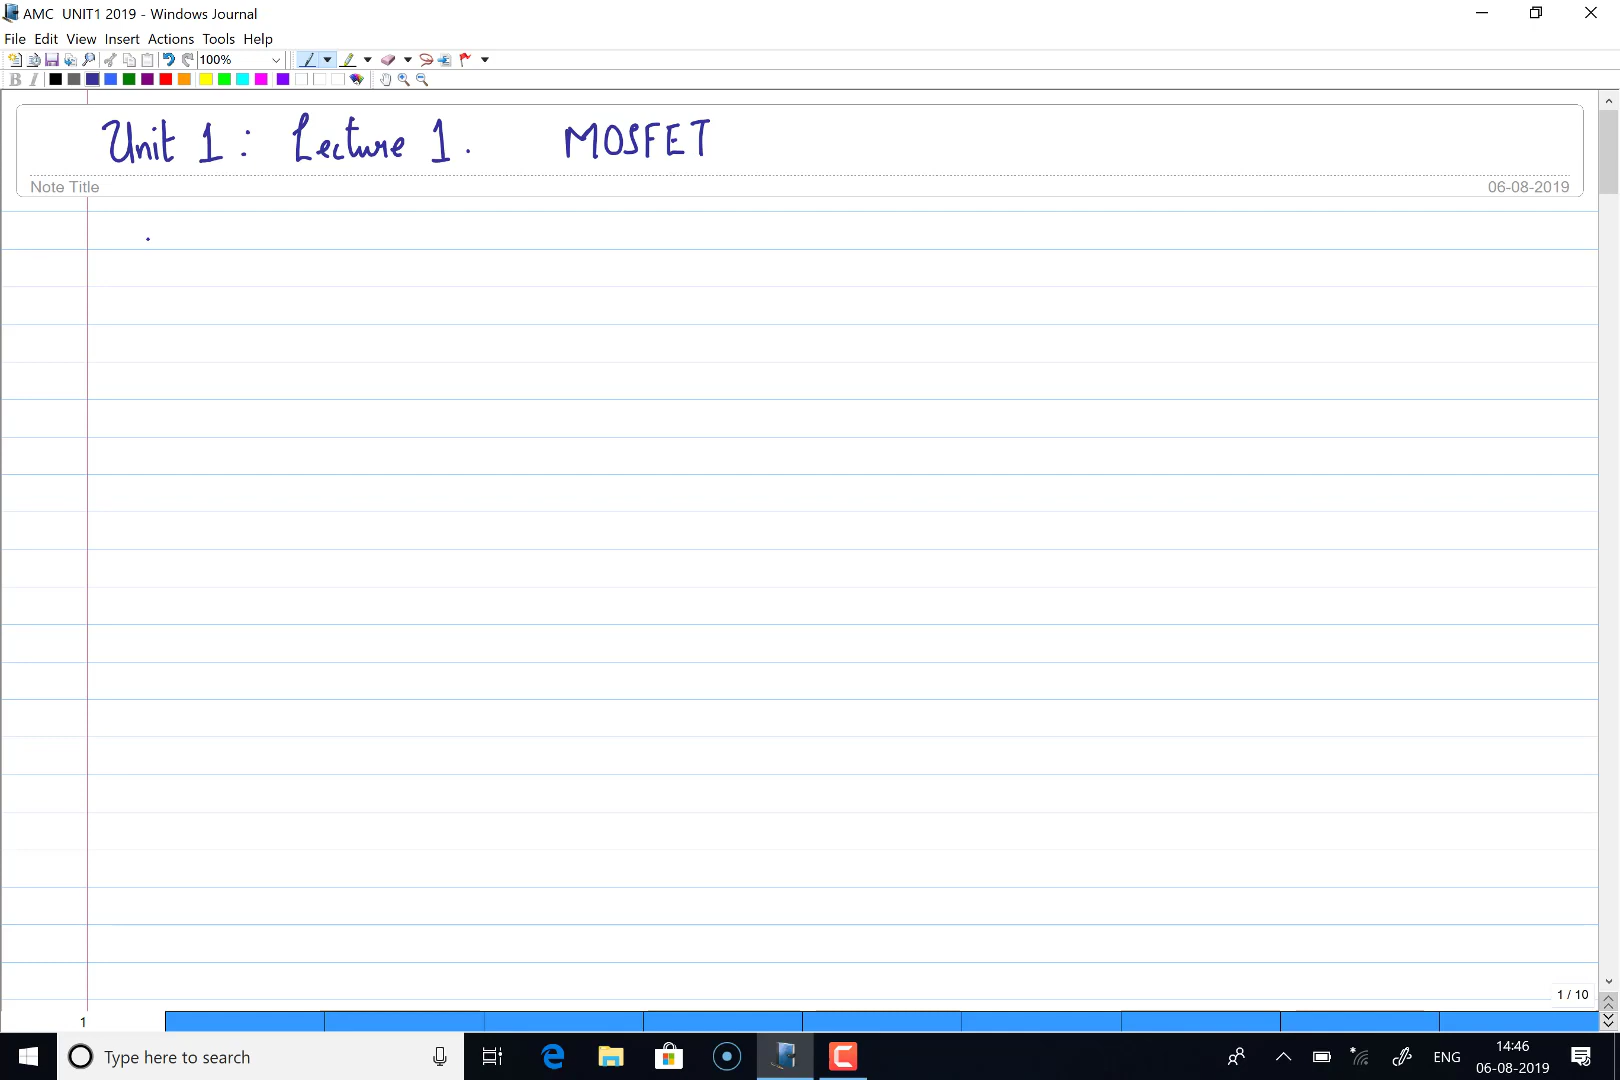 AMC UNIT1 2019 - Windows Journal
File Edit View Insert Actions Tools Help
100%
B I
Unit 1 : Lecture 1. MOSFET
Note Title
06-08-2019
1 / 10
1
Type here to search
ENG
14:46
06-08-2019